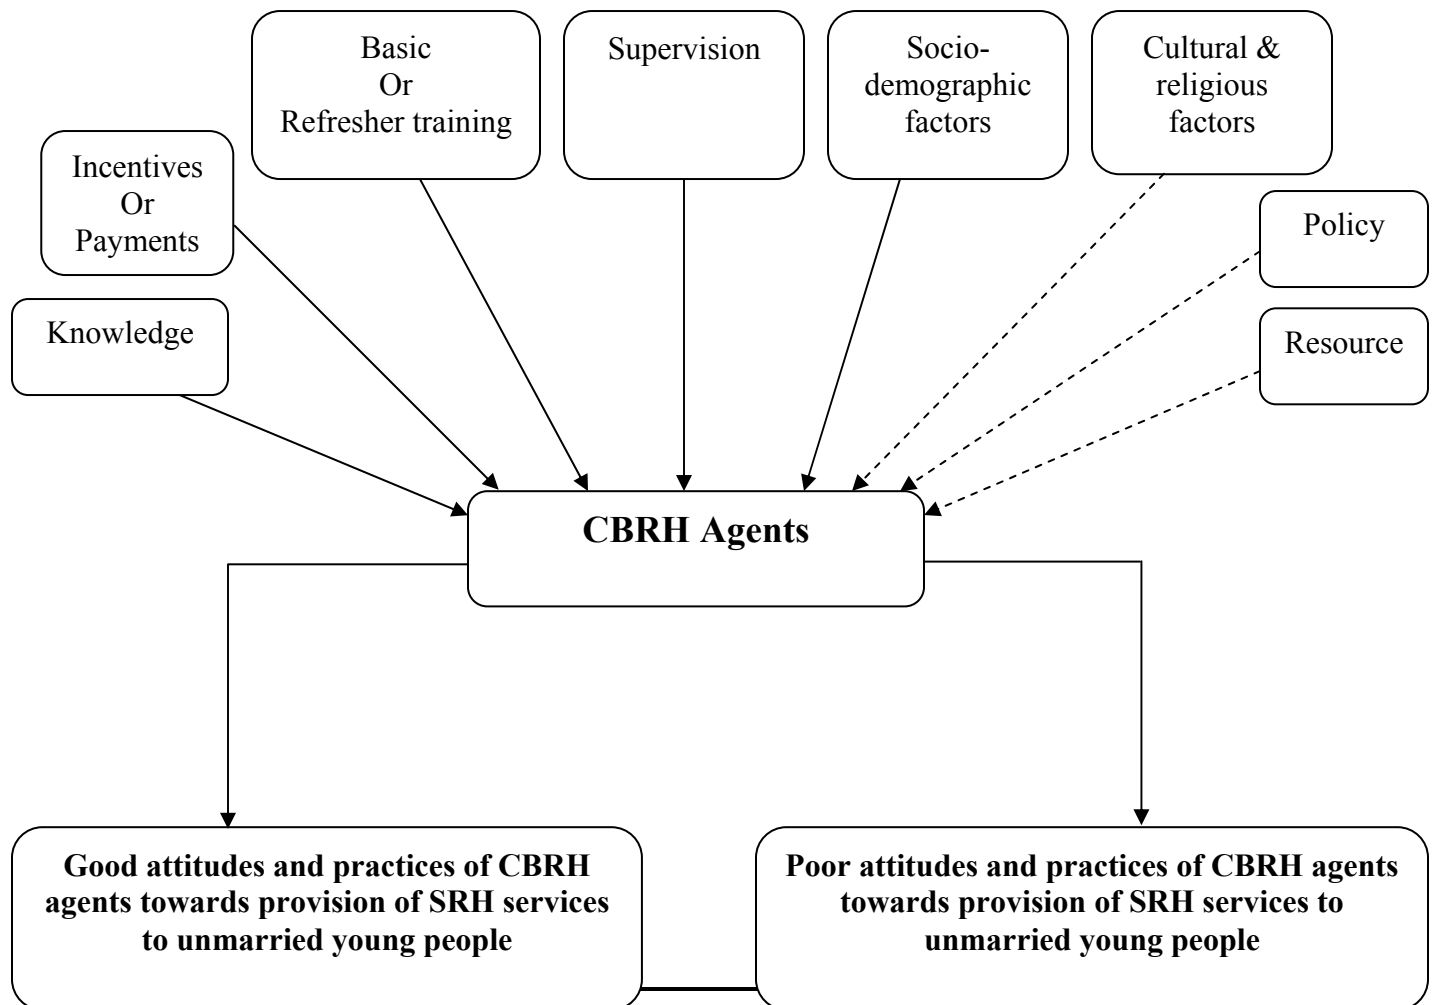 Basic
Or
Refresher training
Supervision
Socio-
demographic
factors
Cultural &
religious
factors
Incentives
Or
Payments
Policy
Knowledge
Resource
CBRH Agents
Good attitudes and practices of CBRH
agents towards provision of SRH services
to unmarried young people
Poor attitudes and practices of CBRH agents
towards provision of SRH services to
unmarried young people